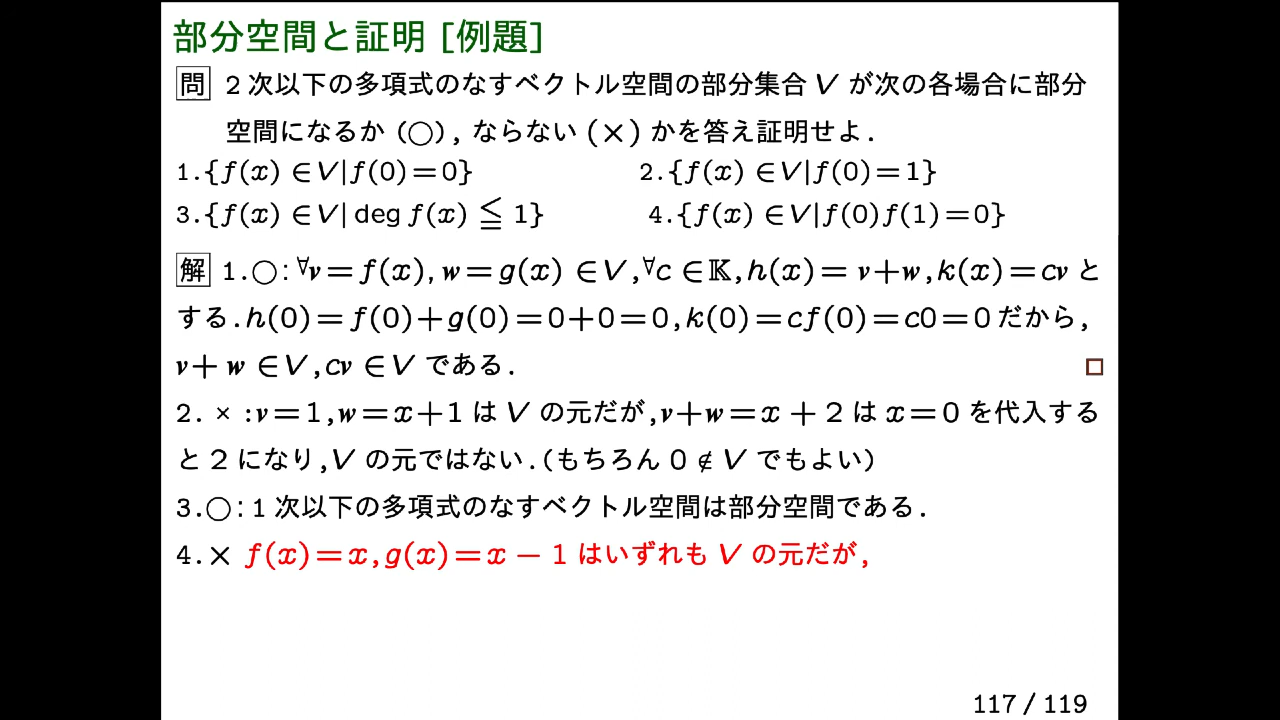 部分空間と証明 [例題]
問 2次以下の多項式のなすベクトル空間の部分集合 V が次の各場合に部分
空間になるか (○), ならない (×) かを答え証明せよ.
1.{f(x) ∈V|f(0)=0} 2.{f(x) ∈V|f(0)=1}
3.{f(x) ∈V| deg f(x) ≦ 1} 4.{f(x) ∈V|f(0)f(1)=0}
解 1.○: ∀v=f(x), w=g(x) ∈V,∀c ∈𝕂,h(x)= v+w,k(x)=cv と
する.h(0)=f(0)+g(0)=0+0=0,k(0)=cf(0)=c0=0だから,
v+ w ∈V,cv ∈V である. □
2. × :v=1,w=x+1は V の元だが,v+w=x +2は x=0を代入する
と2になり,V の元ではない.(もちろん 0 ∉ V でもよい)
3.○:1次以下の多項式のなすベクトル空間は部分空間である.
4.× f(x)=x,g(x)=x − 1はいずれも V の元だが,
117 / 119